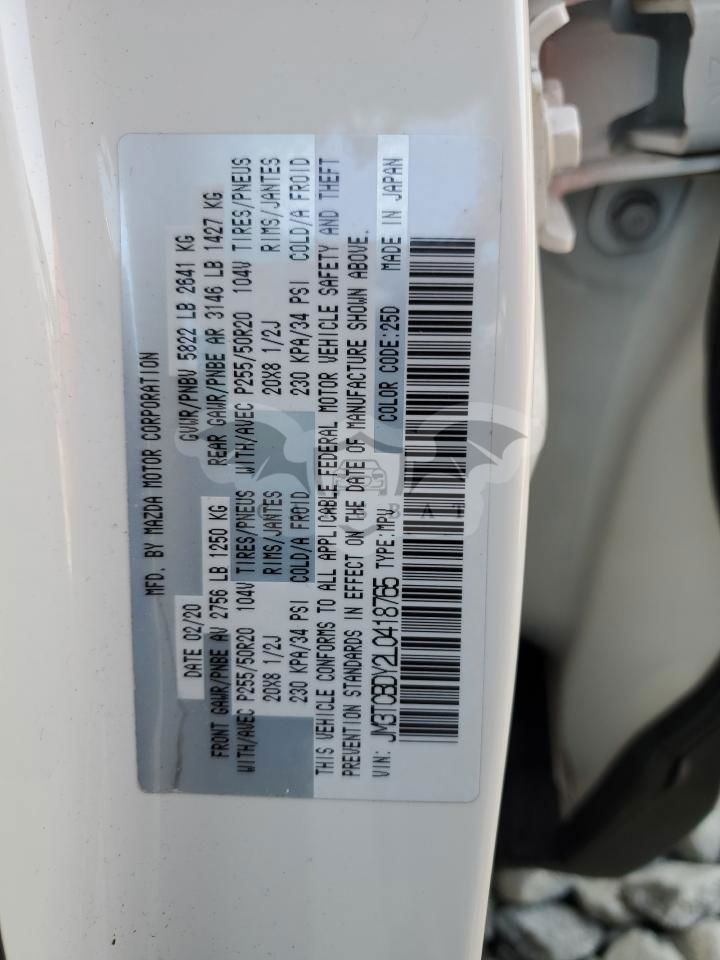 MFD. BY MAZDA MOTOR CORPORATION
DATE 02/20 GVWR/PNBV 5822 LB 2641 KG
FRONT GAWR/PNBE AV 2756 LB 1250 KG REAR GAWR/PNBE AR 3146 LB 1427 KG
WITH/AVEC P255/50R20 104V TIRES/PNEUS WITH/AVEC P255/50R20 104V TIRES/PNEUS
20X8 1/2J RIMS/JANTES 20X8 1/2J RIMS/JANTES
230 KPA/34 PSI COLD/A FROID 230 KPA/34 PSI COLD/A FROID
THIS VEHICLE CONFORMS TO ALL APPLICABLE FEDERAL MOTOR VEHICLE SAFETY AND THEFT
PREVENTION STANDARDS IN EFFECT ON THE DATE OF MANUFACTURE SHOWN ABOVE.
VIN: JM3TCBDY2L0418765 TYPE:MPV COLOR CODE:25D MADE IN JAPAN